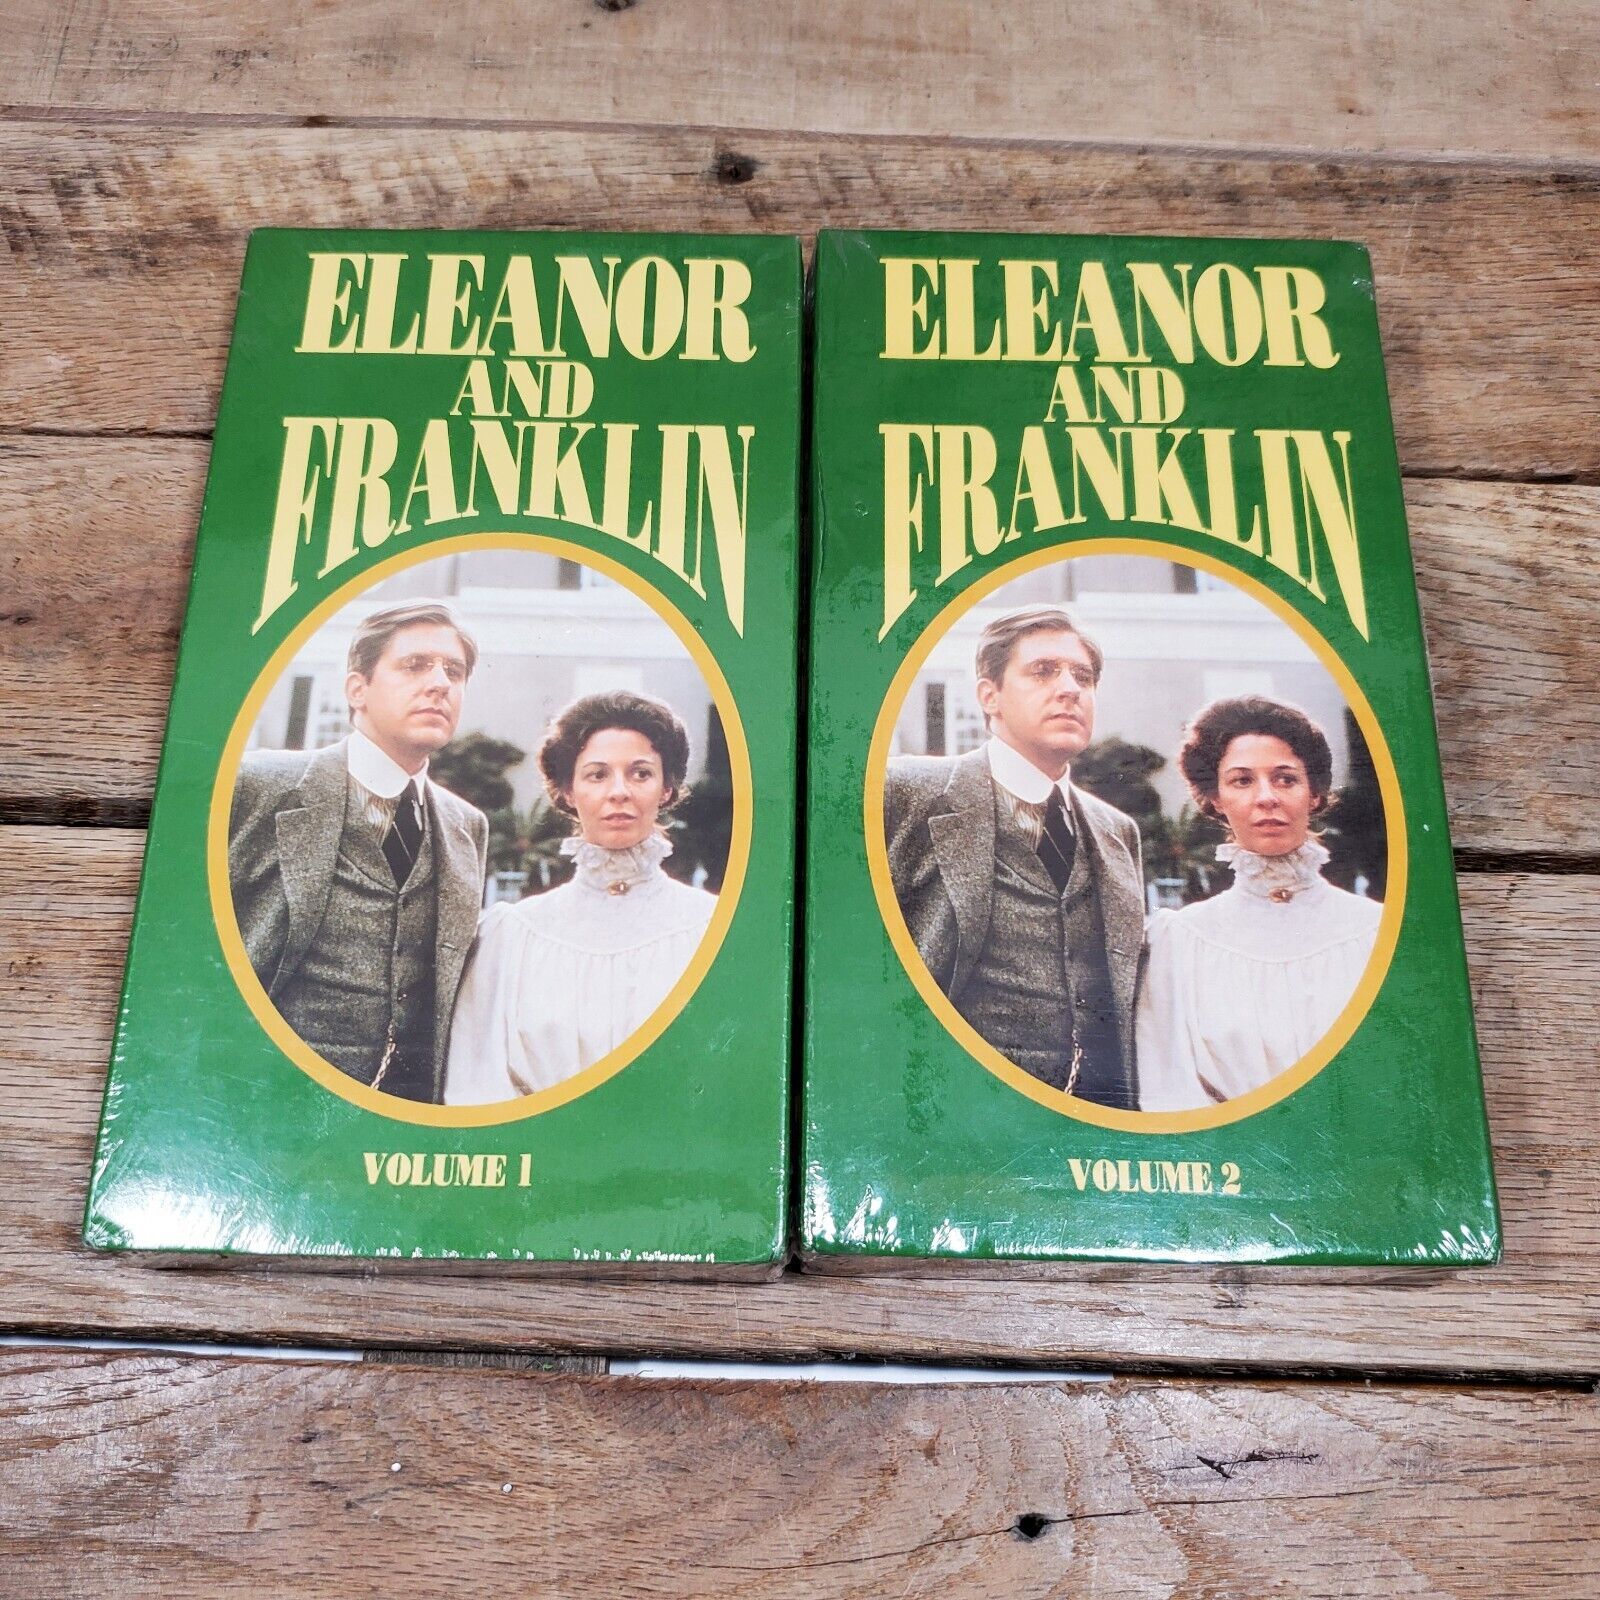 ELEANOR
AND
FRANKLIN
VOLUME 1
ELEANOR
AND
FRANKLIN
VOLUME 2